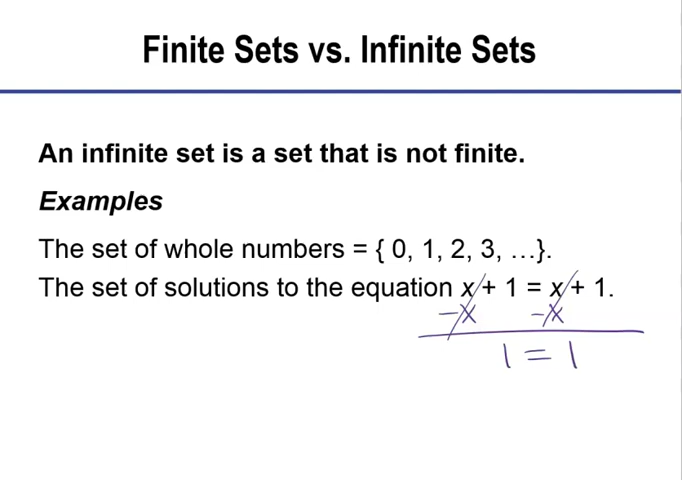 Finite Sets vs. Infinite Sets
An infinite set is a set that is not finite.
Examples
The set of whole numbers = { 0, 1, 2, 3, …}.
The set of solutions to the equation x + 1 = x + 1.
-x -x
1 = 1